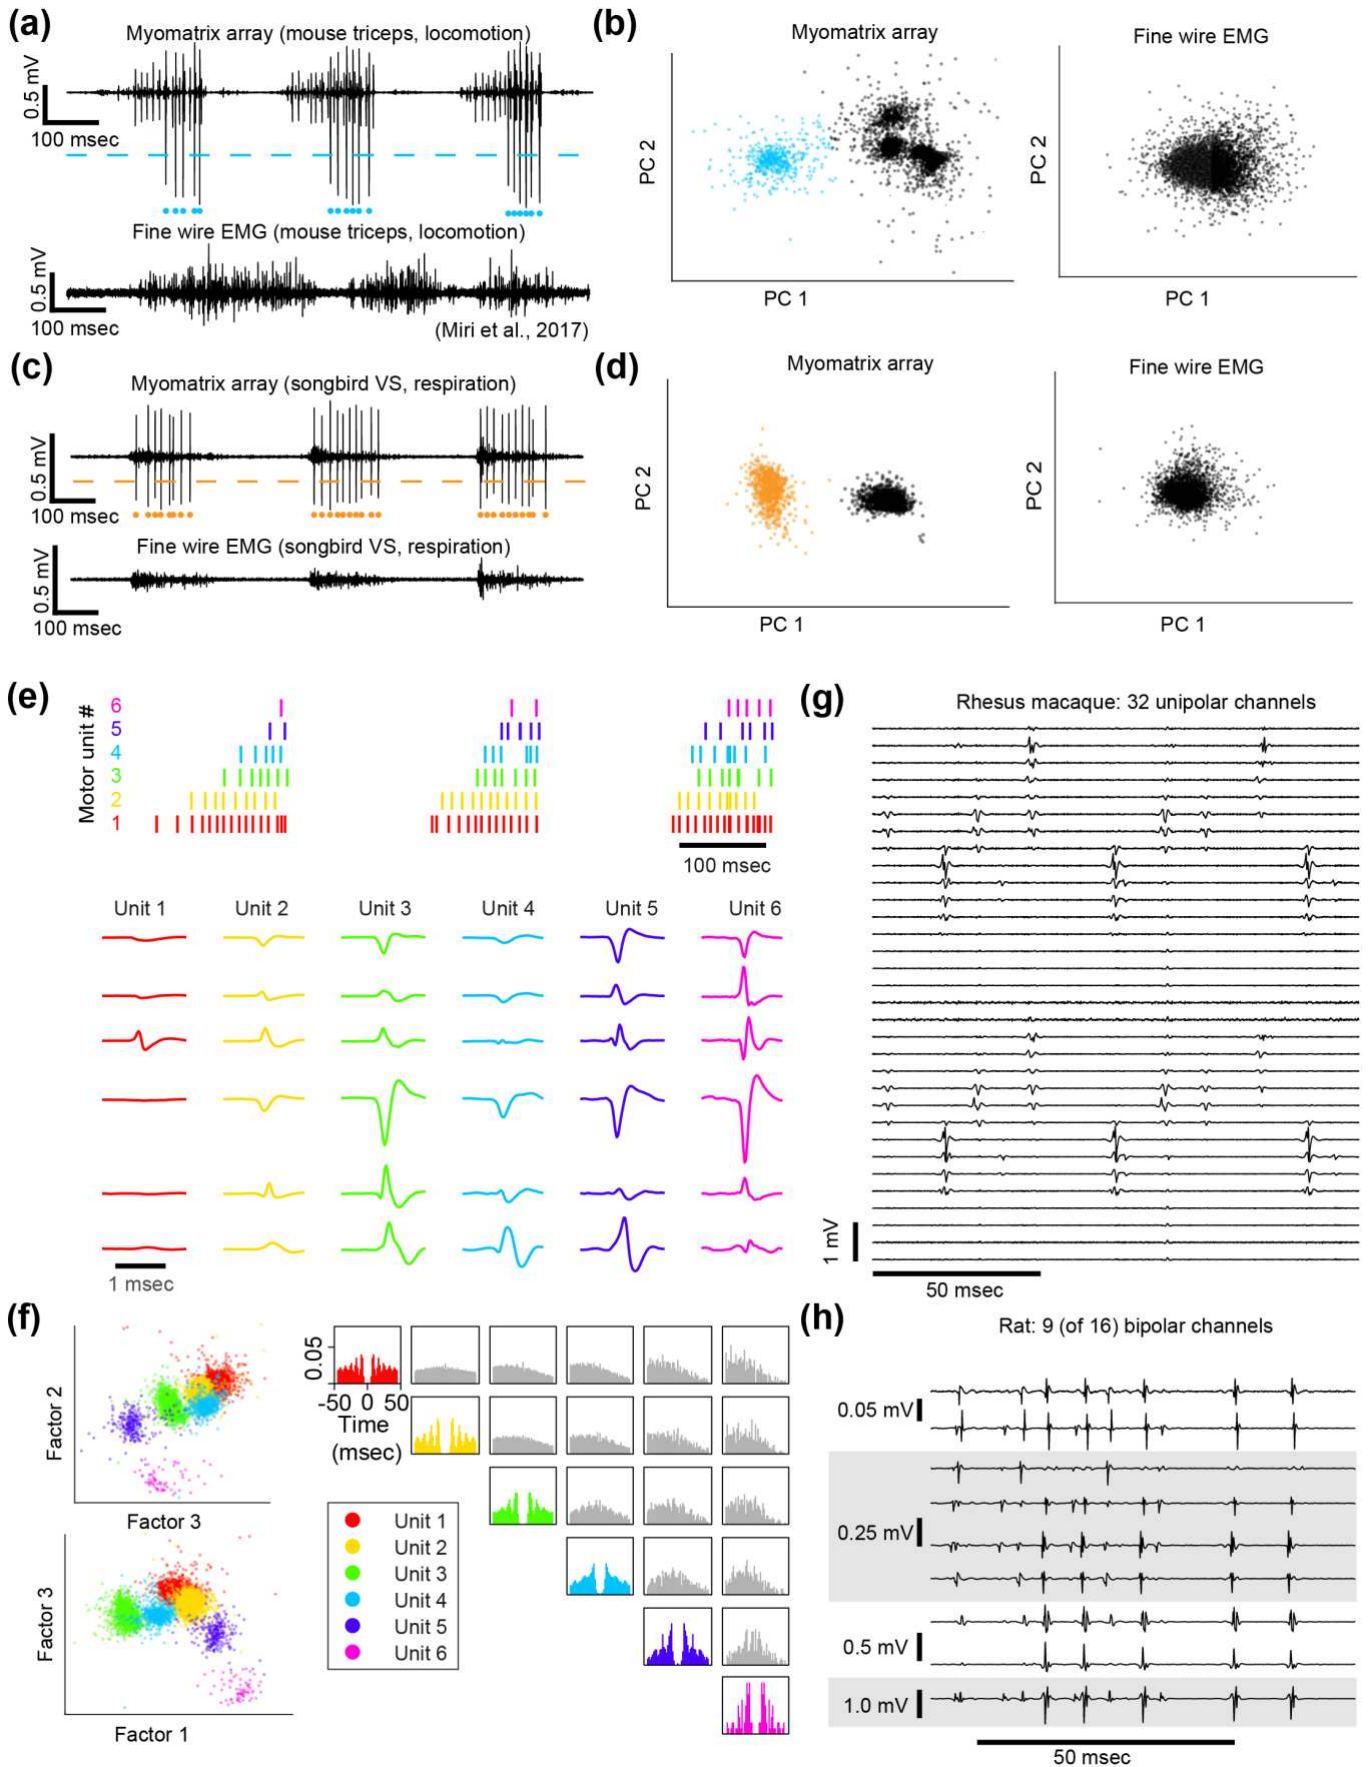 (a)
Myomatrix array (mouse triceps, locomotion)
0.5 mV
100 msec
Fine wire EMG (mouse triceps, locomotion)
0.5 mV
100 msec
(Miri et al., 2017)
(b)
Myomatrix array
PC 2
PC 1
Fine wire EMG
PC 2
PC 1
(c)
Myomatrix array (songbird VS, respiration)
0.5 mV
100 msec
Fine wire EMG (songbird VS, respiration)
0.5 mV
100 msec
(d)
Myomatrix array
PC 2
PC 1
Fine wire EMG
PC 2
PC 1
(e)
Motor unit #
6
5
4
3
2
1
100 msec
Unit 1 Unit 2 Unit 3 Unit 4 Unit 5 Unit 6
1 msec
(g)
Rhesus macaque: 32 unipolar channels
1 mV
50 msec
(f)
Factor 2
Factor 3
Factor 3
Factor 1
0.05
-50 0 50
Time
(msec)
Unit 1
Unit 2
Unit 3
Unit 4
Unit 5
Unit 6
(h)
Rat: 9 (of 16) bipolar channels
0.05 mV
0.25 mV
0.5 mV
1.0 mV
50 msec